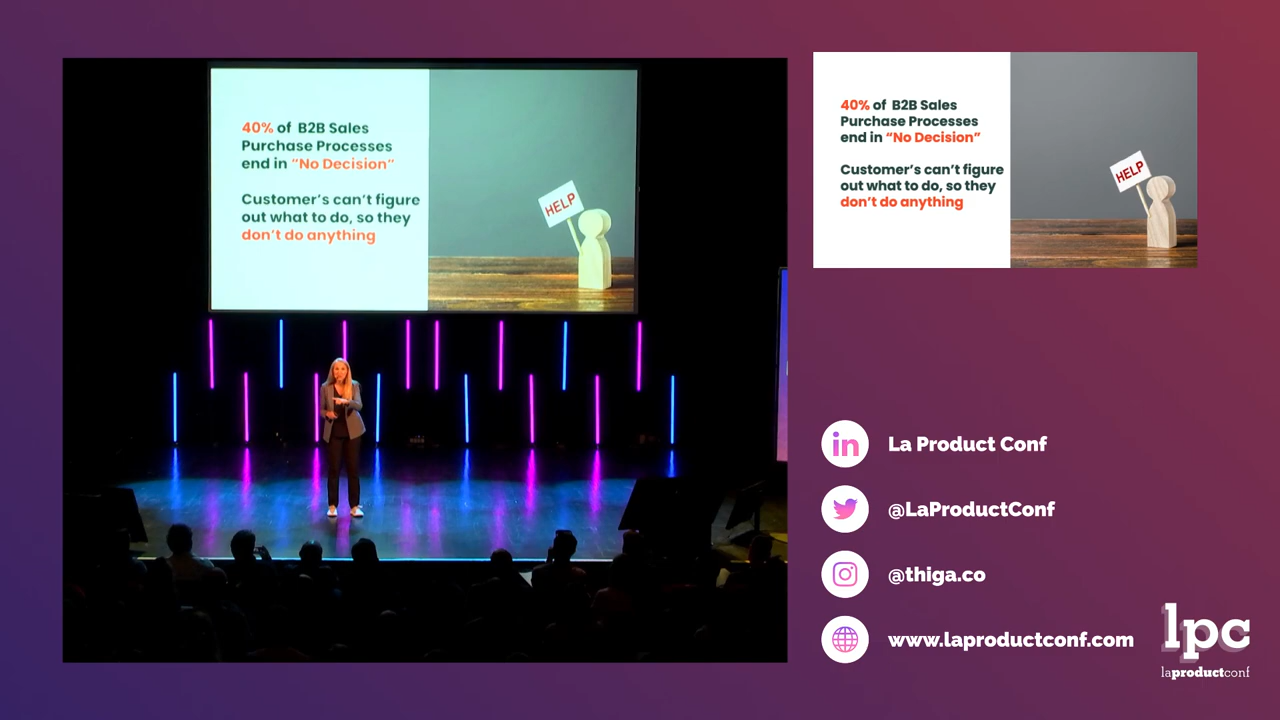 40% of B2B Sales
Purchase Processes
end in “No Decision”
Customer’s can’t figure
out what to do, so they
don’t do anything
HELP
40% of B2B Sales
Purchase Processes
end in “No Decision”
Customer’s can’t figure
out what to do, so they
don’t do anything
HELP
in La Product Conf
@LaProductConf
@thiga.co
www.laproductconf.com
lpc
laproductconf